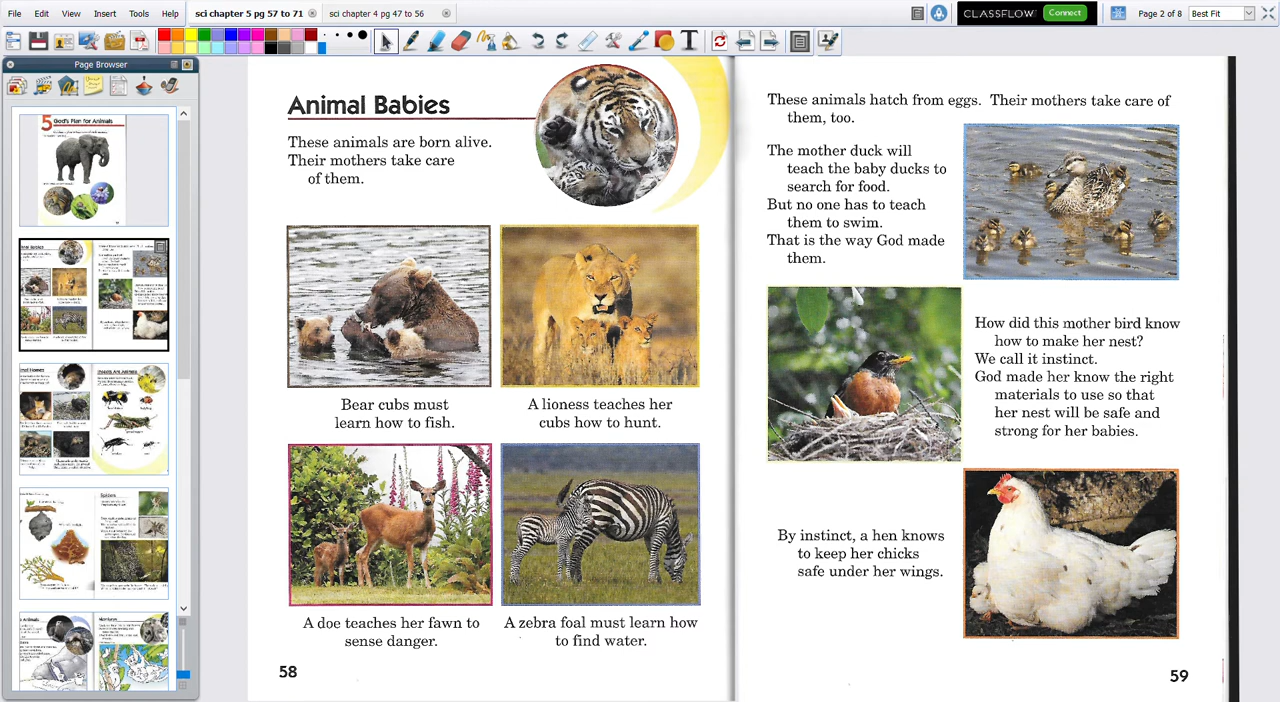 File Edit View Insert Tools Help
sci chapter 5 pg 57 to 71
sci chapter 4 pg 47 to 56
CLASSFLOW Connect
Page 2 of 8
Best Fit
Page Browser
5 God's Plan for Animals
Insects Are Animals
Spiders
Animal Babies
These animals are born alive.
Their mothers take care
of them.
Bear cubs must
learn how to fish.
A lioness teaches her
cubs how to hunt.
A doe teaches her fawn to
sense danger.
A zebra foal must learn how
to find water.
58
These animals hatch from eggs. Their mothers take care of
them, too.
The mother duck will
teach the baby ducks to
search for food.
But no one has to teach
them to swim.
That is the way God made
them.
How did this mother bird know
how to make her nest?
We call it instinct.
God made her know the right
materials to use so that
her nest will be safe and
strong for her babies.
By instinct, a hen knows
to keep her chicks
safe under her wings.
59